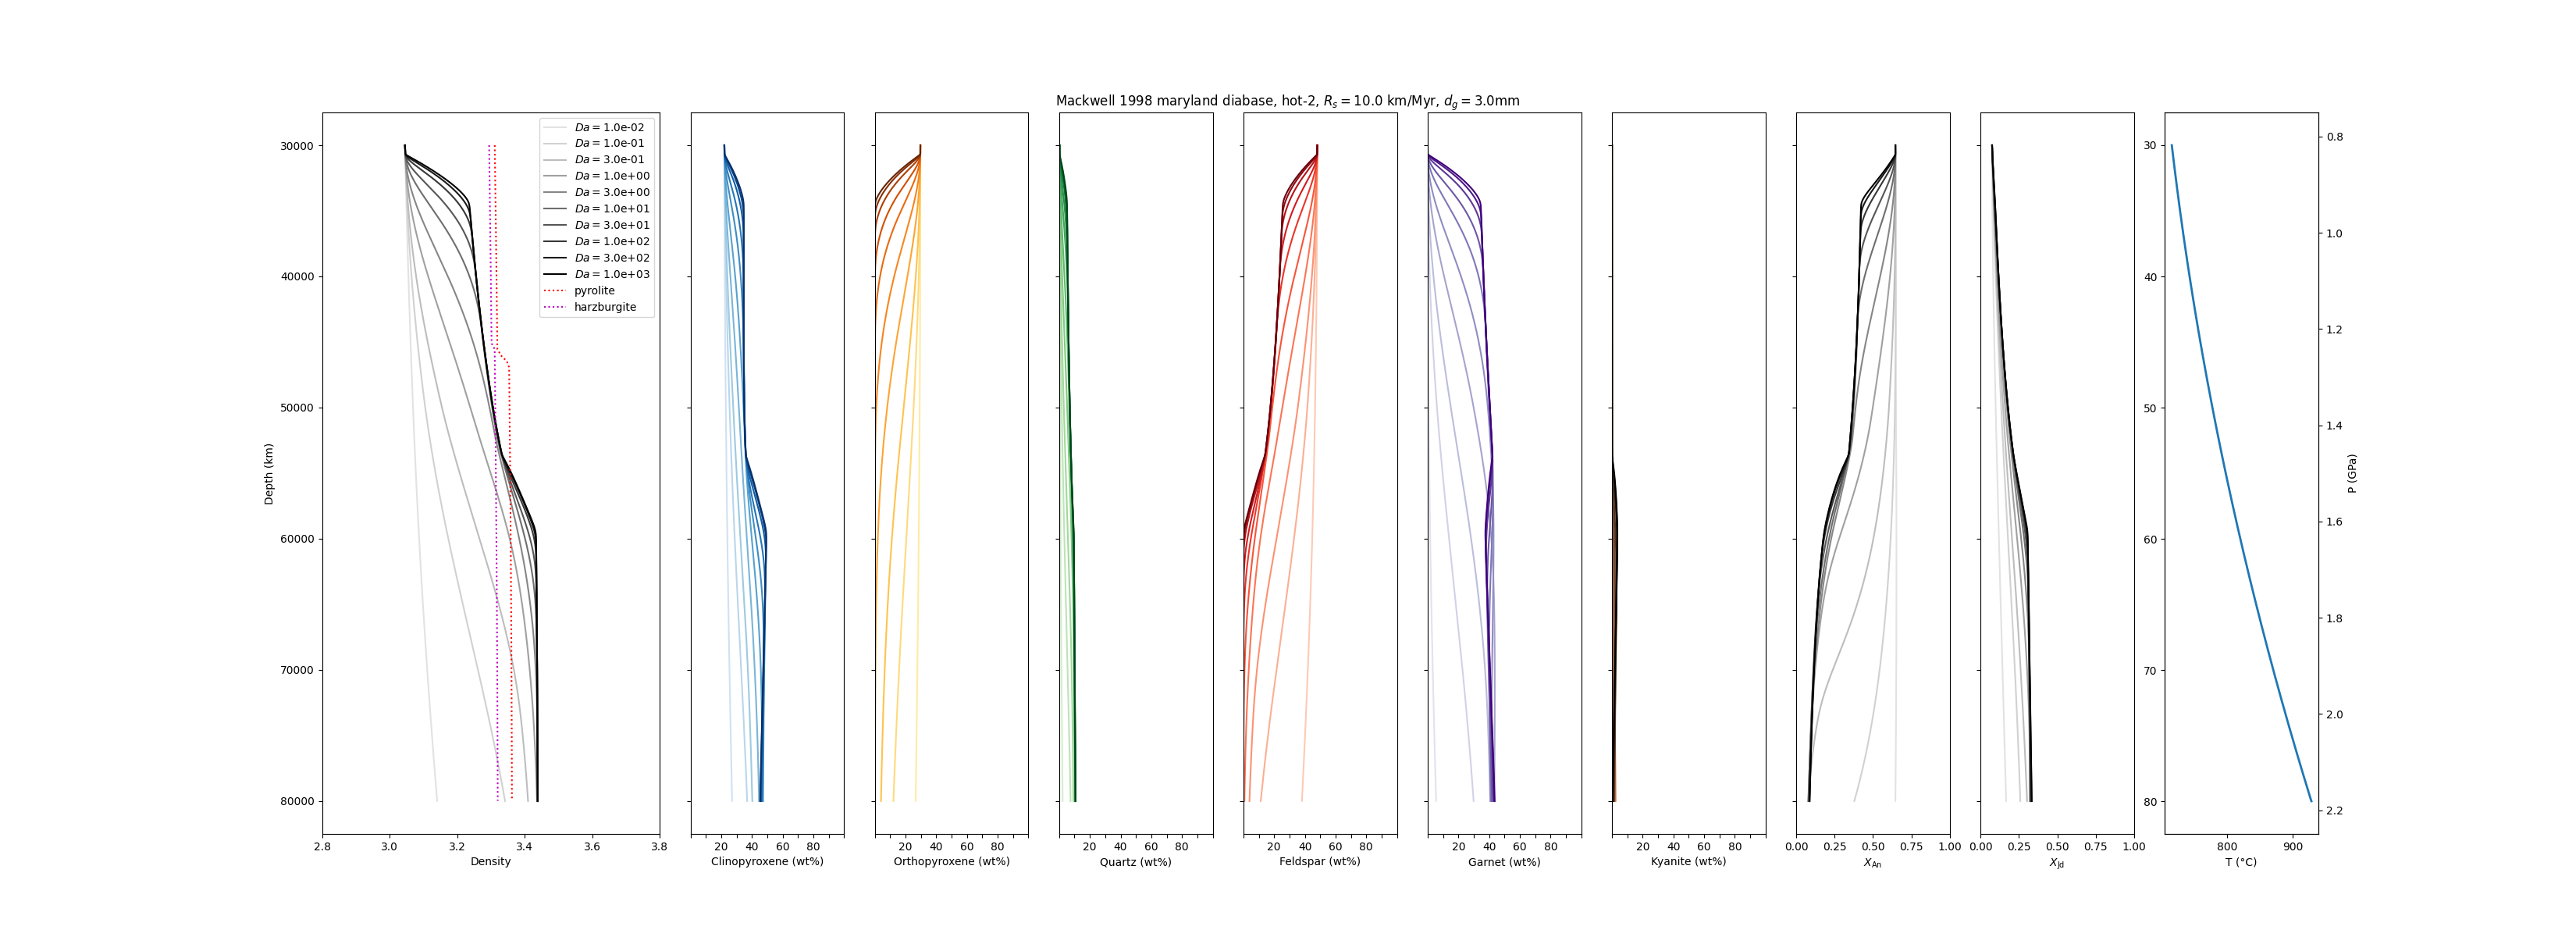 Mackwell 1998 maryland diabase, hot-2, Rs = 10.0 km/Myr, dg = 3.0mm
Da = 1.0e-02
Da = 1.0e-01
Da = 3.0e-01
Da = 1.0e+00
Da = 3.0e+00
Da = 1.0e+01
Da = 3.0e+01
Da = 1.0e+02
Da = 3.0e+02
Da = 1.0e+03
pyrolite
harzburgite
30000
40000
50000
60000
70000
80000
Depth (km)
2.8 3.0 3.2 3.4 3.6 3.8
Density
20 40 60 80
Clinopyroxene (wt%)
20 40 60 80
Orthopyroxene (wt%)
20 40 60 80
Quartz (wt%)
20 40 60 80
Feldspar (wt%)
20 40 60 80
Garnet (wt%)
20 40 60 80
Kyanite (wt%)
0.00 0.25 0.50 0.75 1.00
XAn
0.00 0.25 0.50 0.75 1.00
XJd
30
40
50
60
70
80
800 900
T (°C)
0.8
1.0
1.2
1.4
1.6
1.8
2.0
2.2
P (GPa)